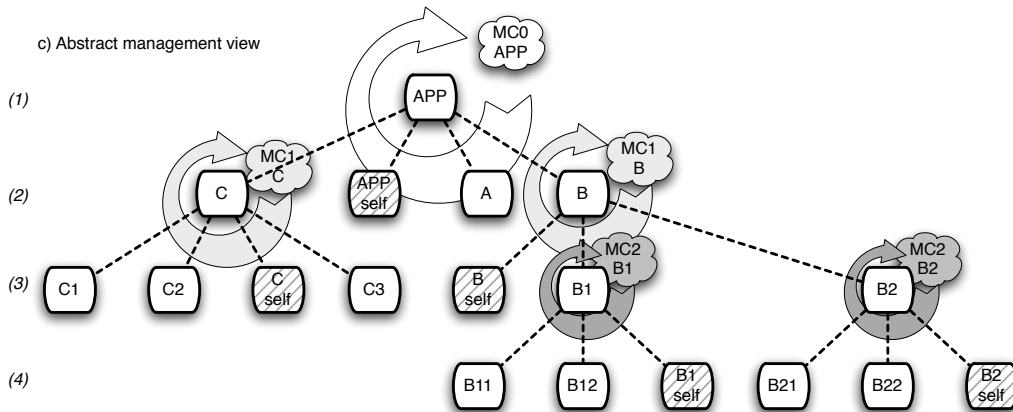 c) Abstract management view
MC0
APP
(1)
APP
MC1
C
MC1
B
(2)
C
APP
self
A
B
MC2
B1
MC2
B2
(3)
C1
C2
C
self
C3
B
self
B1
B2
(4)
B11
B12
B1
self
B21
B22
B2
self